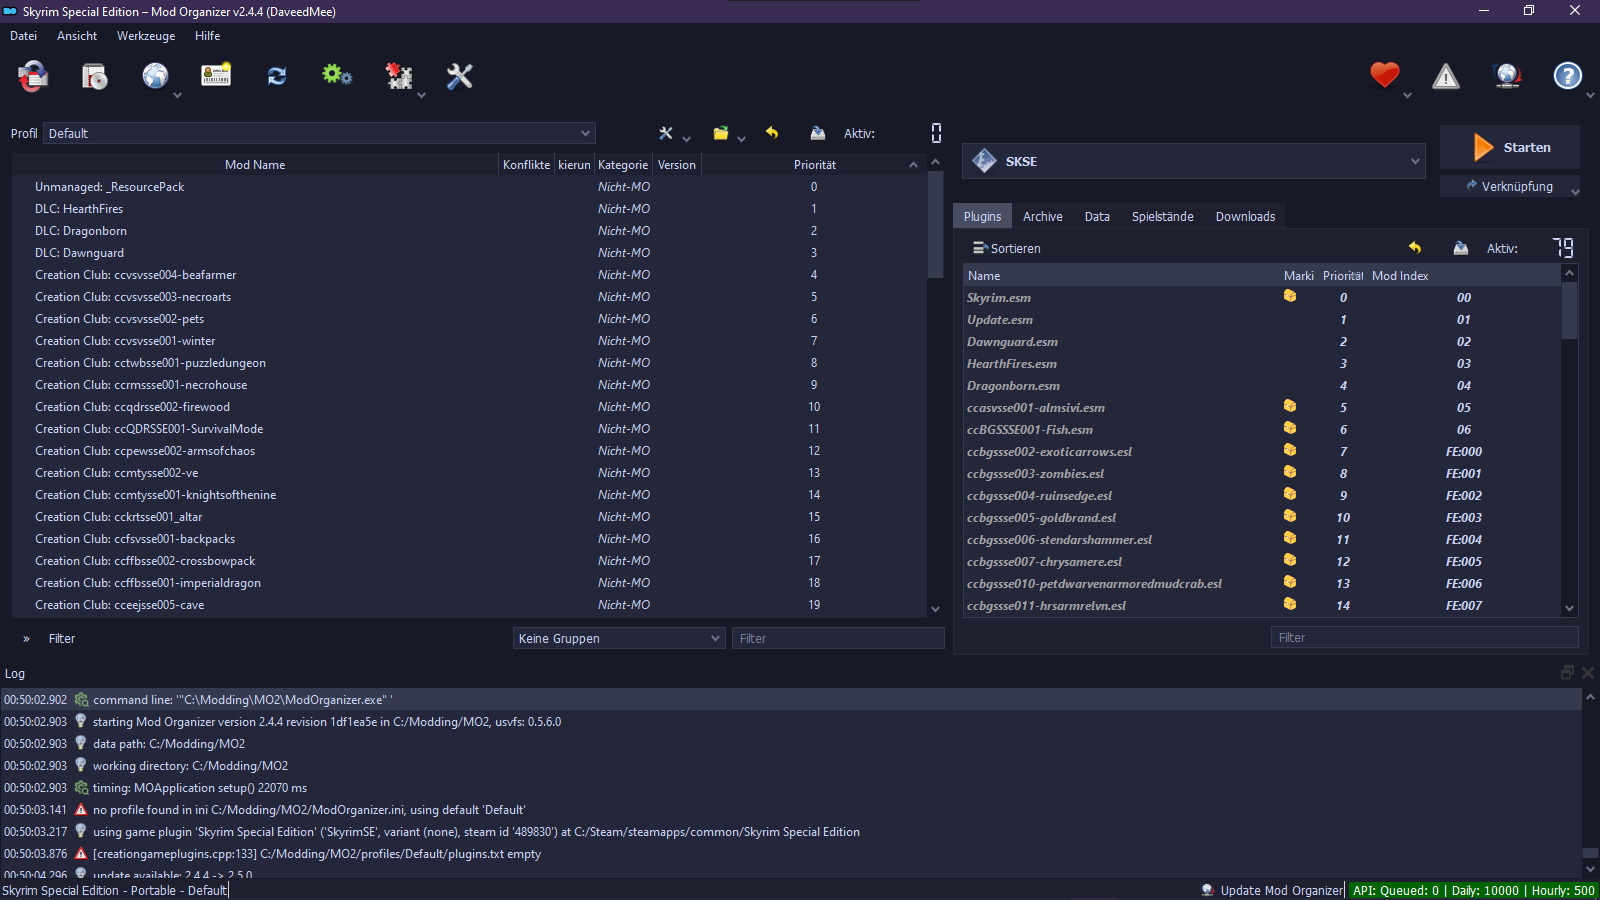 Skyrim Special Edition – Mod Organizer v2.4.4 (DaveedMee)
Datei Ansicht Werkzeuge Hilfe
Profil Default Aktiv: 0
Mod Name Konflikte kierun Kategorie Version Priorität
Unmanaged: _ResourcePack Nicht-MO 0
DLC: HearthFires Nicht-MO 1
DLC: Dragonborn Nicht-MO 2
DLC: Dawnguard Nicht-MO 3
Creation Club: ccvsvsse004-beafarmer Nicht-MO 4
Creation Club: ccvsvsse003-necroarts Nicht-MO 5
Creation Club: ccvsvsse002-pets Nicht-MO 6
Creation Club: ccvsvsse001-winter Nicht-MO 7
Creation Club: cctwbsse001-puzzledungeon Nicht-MO 8
Creation Club: ccrmssse001-necrohouse Nicht-MO 9
Creation Club: ccqdrsse002-firewood Nicht-MO 10
Creation Club: ccQDRSSE001-SurvivalMode Nicht-MO 11
Creation Club: ccpewsse002-armsofchaos Nicht-MO 12
Creation Club: ccmtysse002-ve Nicht-MO 13
Creation Club: ccmtysse001-knightsofthenine Nicht-MO 14
Creation Club: cckrtsse001_altar Nicht-MO 15
Creation Club: ccfsvsse001-backpacks Nicht-MO 16
Creation Club: ccffbsse002-crossbowpack Nicht-MO 17
Creation Club: ccffbsse001-imperialdragon Nicht-MO 18
Creation Club: cceejsse005-cave Nicht-MO 19
» Filter Keine Gruppen Filter
SKSE
Starten
Verknüpfung
Plugins Archive Data Spielstände Downloads
Sortieren Aktiv: 79
Name Marki Priorität Mod Index
Skyrim.esm 0 00
Update.esm 1 01
Dawnguard.esm 2 02
HearthFires.esm 3 03
Dragonborn.esm 4 04
ccasvsse001-almsivi.esm 5 05
ccBGSSSE001-Fish.esm 6 06
ccbgssse002-exoticarrows.esl 7 FE:000
ccbgssse003-zombies.esl 8 FE:001
ccbgssse004-ruinsedge.esl 9 FE:002
ccbgssse005-goldbrand.esl 10 FE:003
ccbgssse006-stendarshammer.esl 11 FE:004
ccbgssse007-chrysamere.esl 12 FE:005
ccbgssse010-petdwarvenarmoredmudcrab.esl 13 FE:006
ccbgssse011-hrsarmrelvn.esl 14 FE:007
Filter
Log
00:50:02.902 command line: '"C:\Modding\MO2\ModOrganizer.exe" '
00:50:02.903 starting Mod Organizer version 2.4.4 revision 1df1ea5e in C:/Modding/MO2, usvfs: 0.5.6.0
00:50:02.903 data path: C:/Modding/MO2
00:50:02.903 working directory: C:/Modding/MO2
00:50:02.903 timing: MOApplication setup() 22070 ms
00:50:03.141 no profile found in ini C:/Modding/MO2/ModOrganizer.ini, using default 'Default'
00:50:03.217 using game plugin 'Skyrim Special Edition' ('SkyrimSE', variant (none), steam id '489830') at C:/Steam/steamapps/common/Skyrim Special Edition
00:50:03.876 [creationgameplugins.cpp:133] C:/Modding/MO2/profiles/Default/plugins.txt empty
00:50:04.296 update available: 2.4.4 -> 2.5.0
Skyrim Special Edition - Portable - Default Update Mod Organizer API: Queued: 0 | Daily: 10000 | Hourly: 500